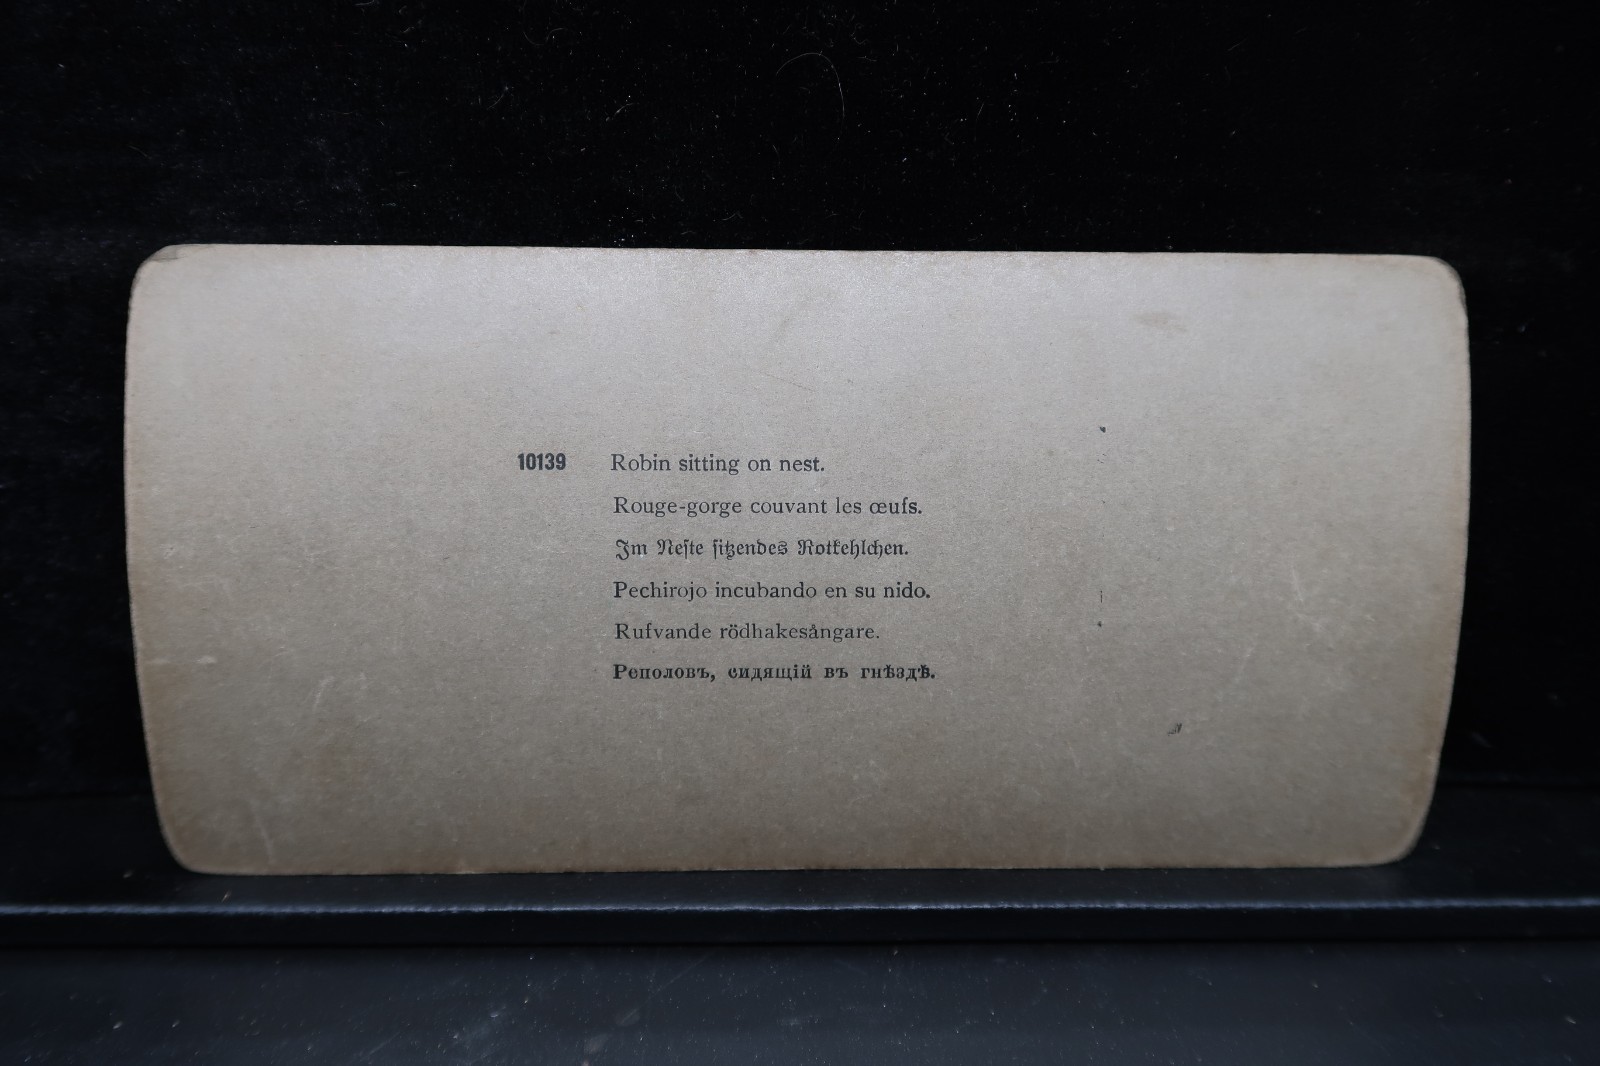 10139 Robin sitting on nest.
Rouge-gorge couvant les œufs.
Im Neſte ſitzendes Rotkehlchen.
Pechirojo incubando en su nido.
Rufvande rödhakesångare.
Реполовъ, сидящій въ гнѣздѣ.